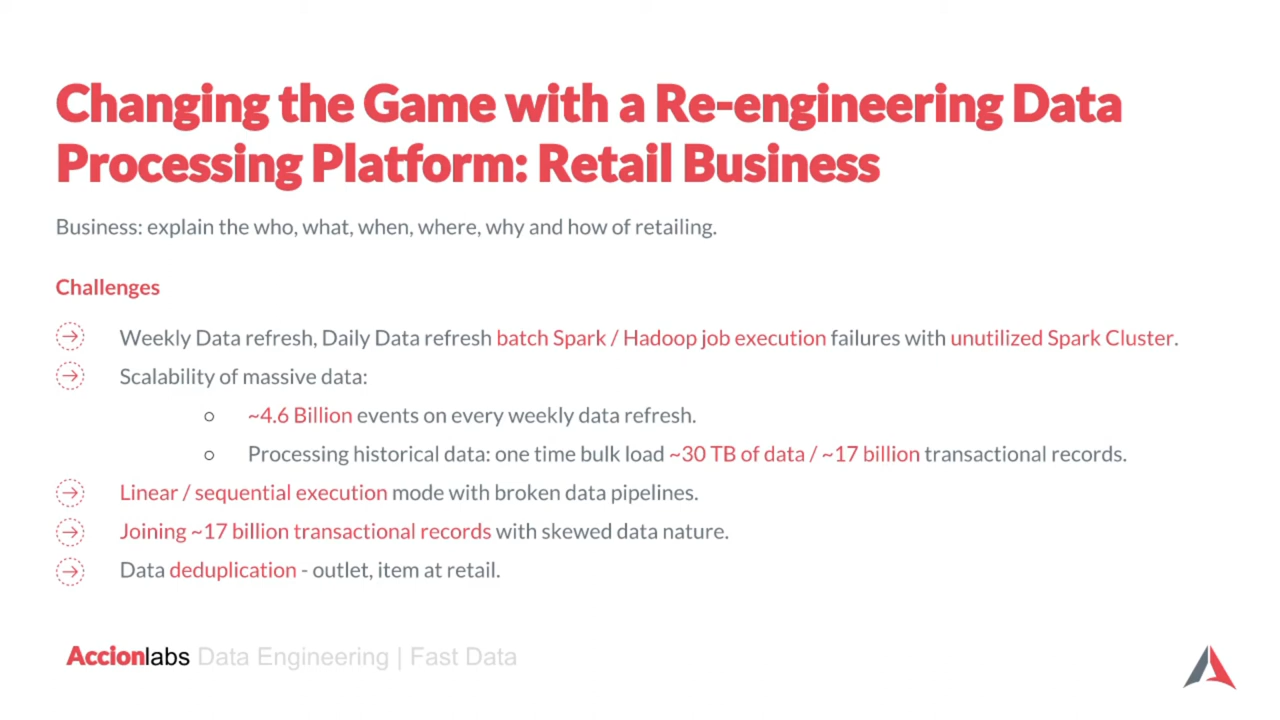 Changing the Game with a Re-engineering Data
Processing Platform: Retail Business
Business: explain the who, what, when, where, why and how of retailing.
Challenges
Weekly Data refresh, Daily Data refresh batch Spark / Hadoop job execution failures with unutilized Spark Cluster.
Scalability of massive data:
~4.6 Billion events on every weekly data refresh.
Processing historical data: one time bulk load ~30 TB of data / ~17 billion transactional records.
Linear / sequential execution mode with broken data pipelines.
Joining ~17 billion transactional records with skewed data nature.
Data deduplication - outlet, item at retail.
Accionlabs Data Engineering | Fast Data